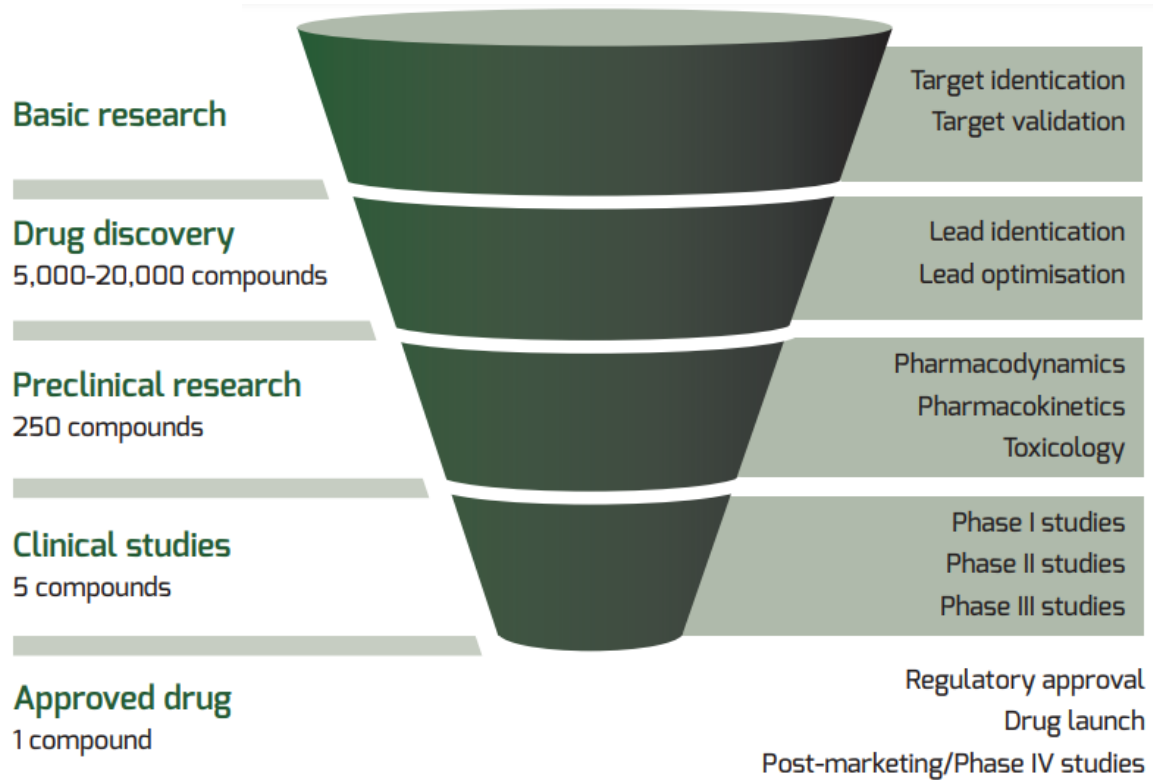 Basic research
Target identication
Target validation
Drug discovery
5,000-20,000 compounds
Lead identication
Lead optimisation
Preclinical research
250 compounds
Pharmacodynamics
Pharmacokinetics
Toxicology
Clinical studies
5 compounds
Phase I studies
Phase II studies
Phase III studies
Approved drug
1 compound
Regulatory approval
Drug launch
Post-marketing/Phase IV studies